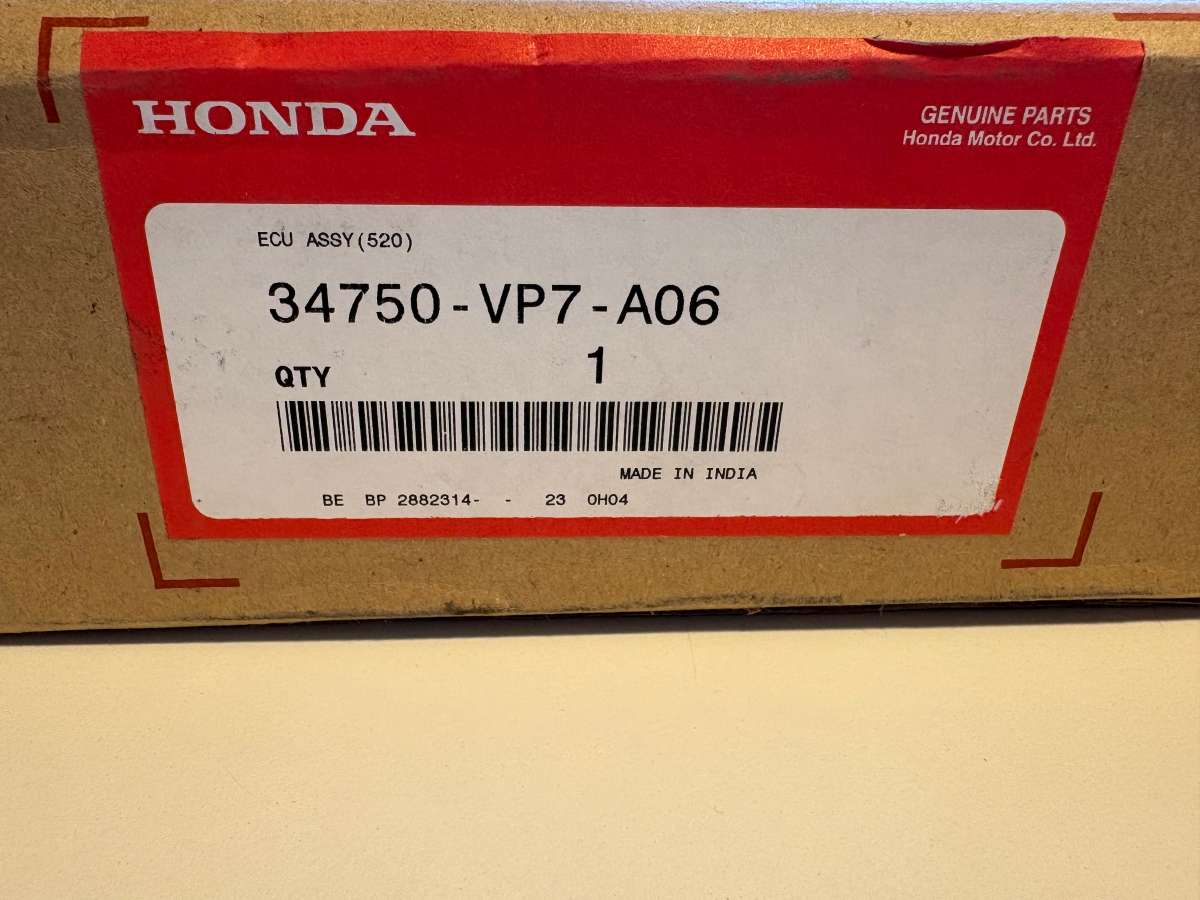 HONDA
GENUINE PARTS
Honda Motor Co. Ltd.
ECU ASSY(520)
34750-VP7-A06
QTY 1
MADE IN INDIA
BE BP 2882314- - 23 0H04